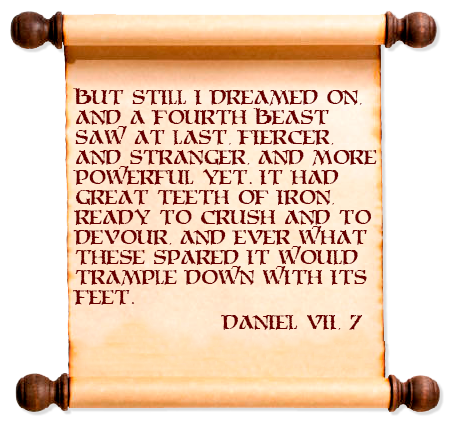 BUT STILL I DREAMED ON,
AND A FOURTH BEAST
SAW AT LAST, FIERCER,
AND STRANGER, AND MORE
POWERFUL YET. IT HAD
GREAT TEETH OF IRON,
READY TO CRUSH AND TO
DEVOUR, AND EVER WHAT
THESE SPARED IT WOULD
TRAMPLE DOWN WITH ITS
FEET.
DANIEL VII, 7